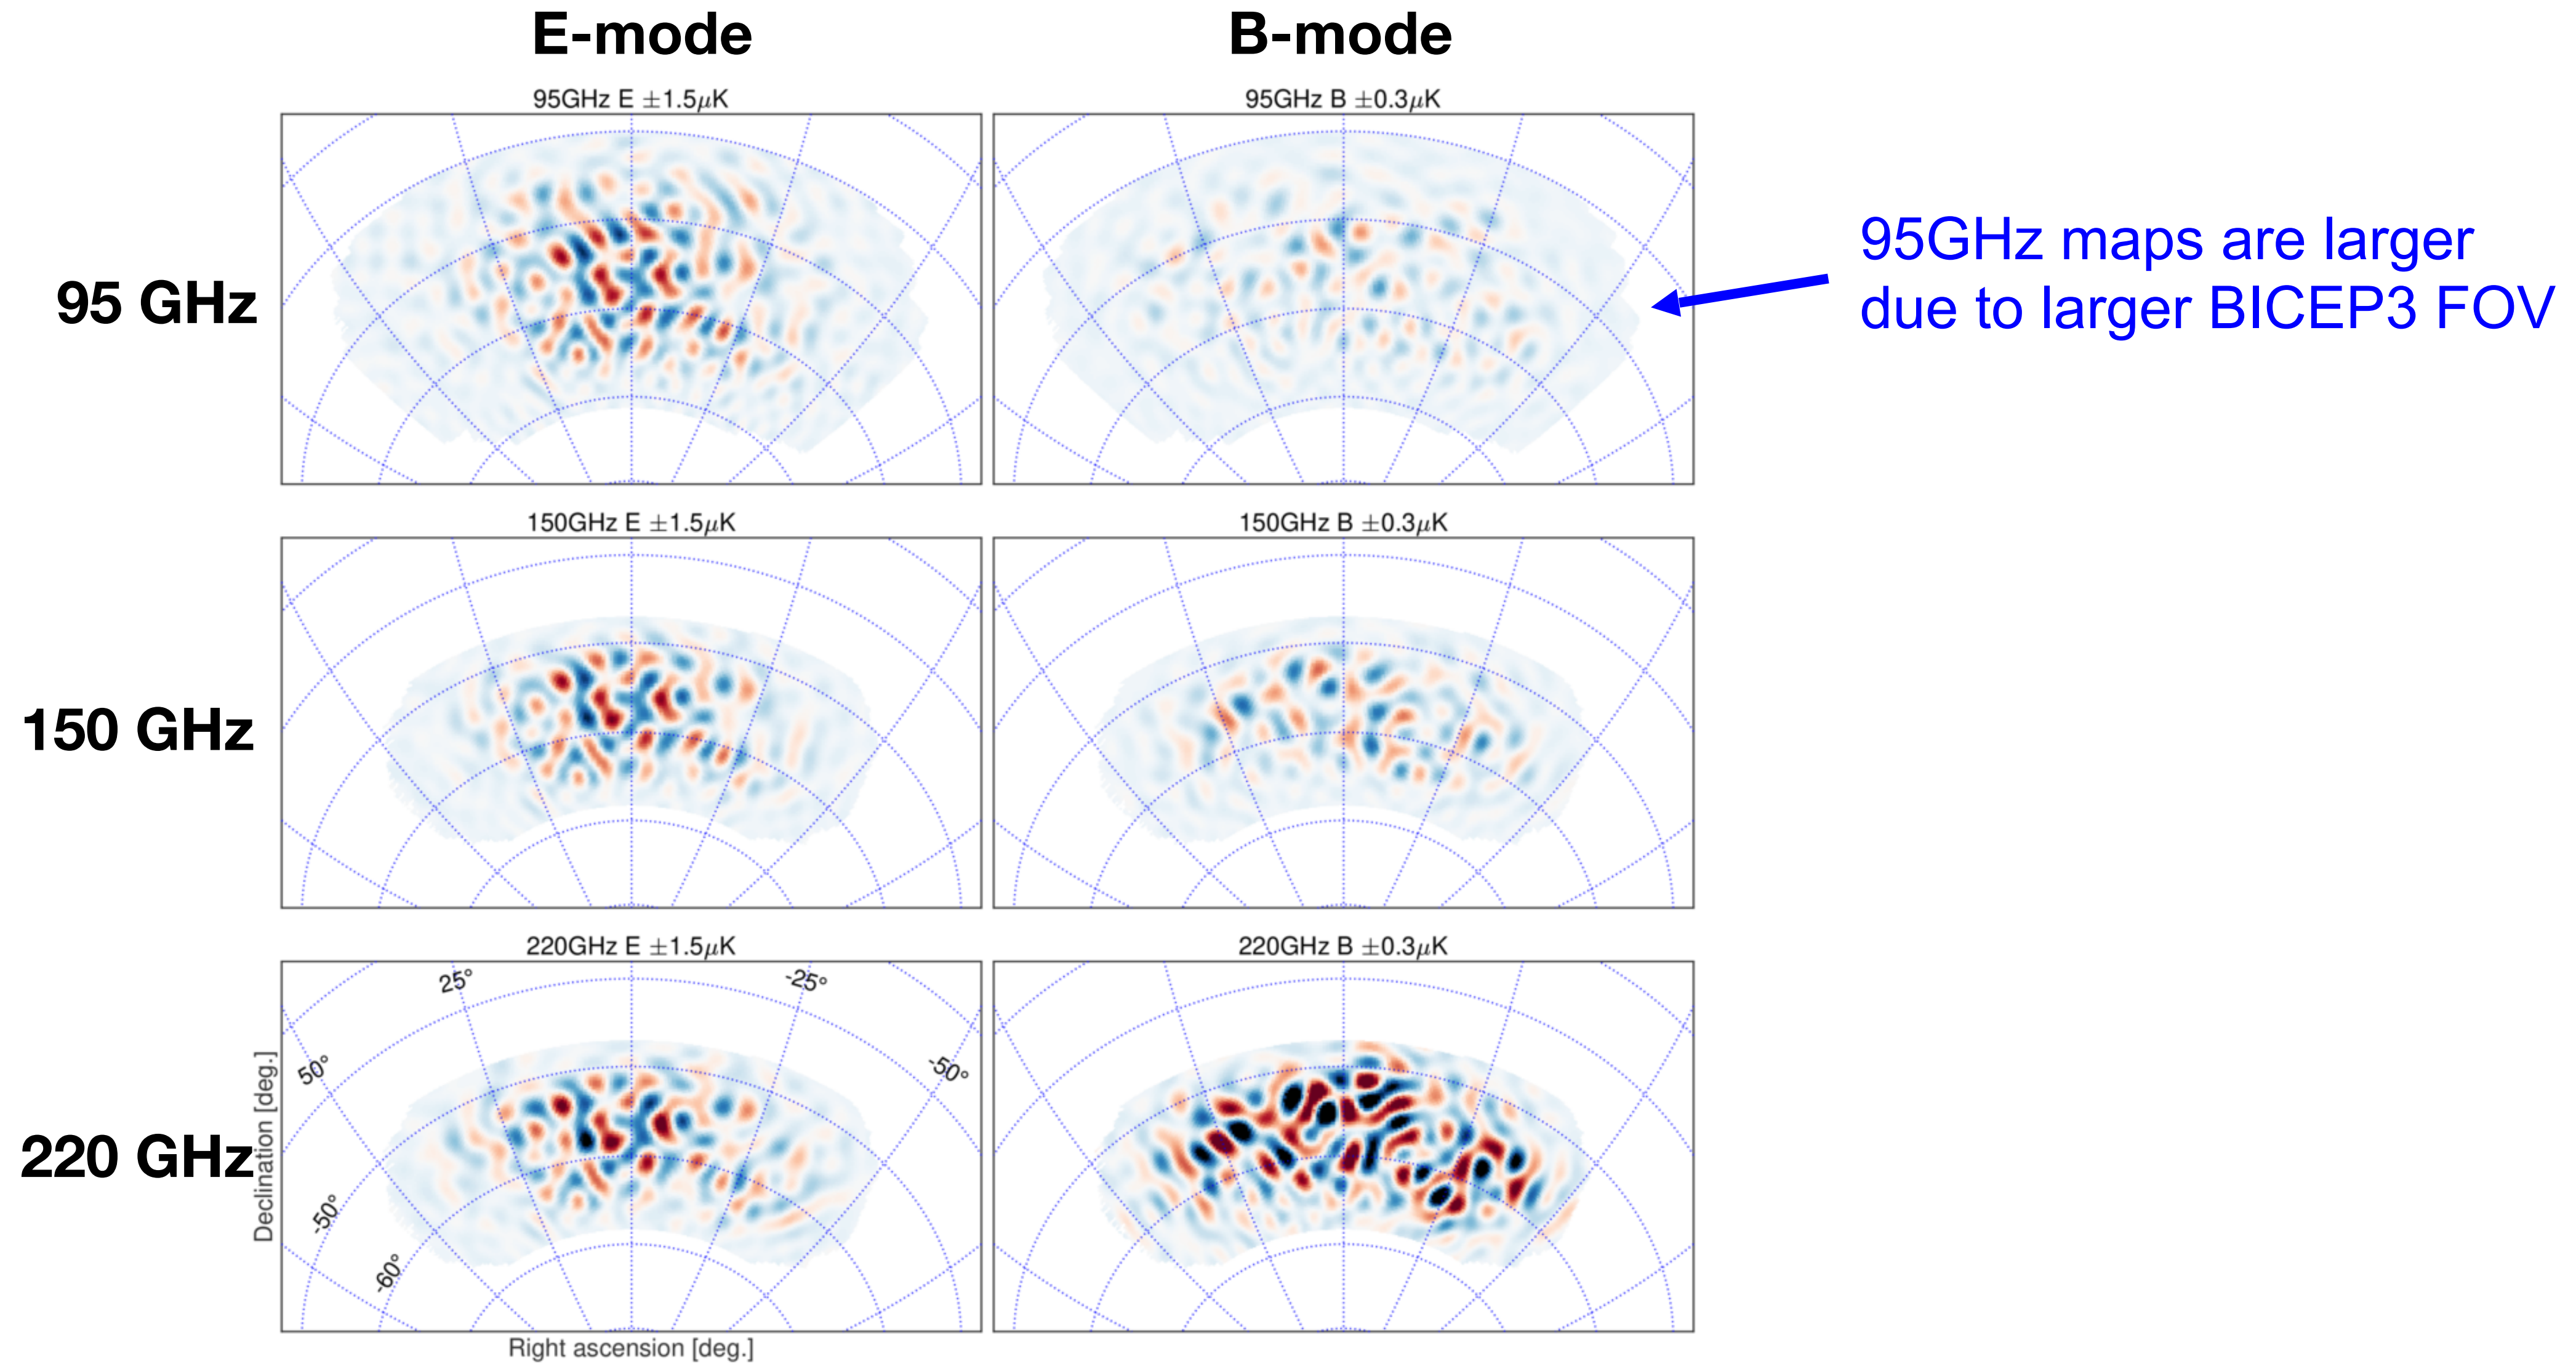 E-mode
B-mode
95GHz E ±1.5μK
95GHz B ±0.3μK
95 GHz
95GHz maps are larger
due to larger BICEP3 FOV
150GHz E ±1.5μK
150GHz B ±0.3μK
150 GHz
220GHz E ±1.5μK
220GHz B ±0.3μK
220 GHz
25°
-25°
50°
-50°
-50°
-60°
Declination [deg.]
Right ascension [deg.]